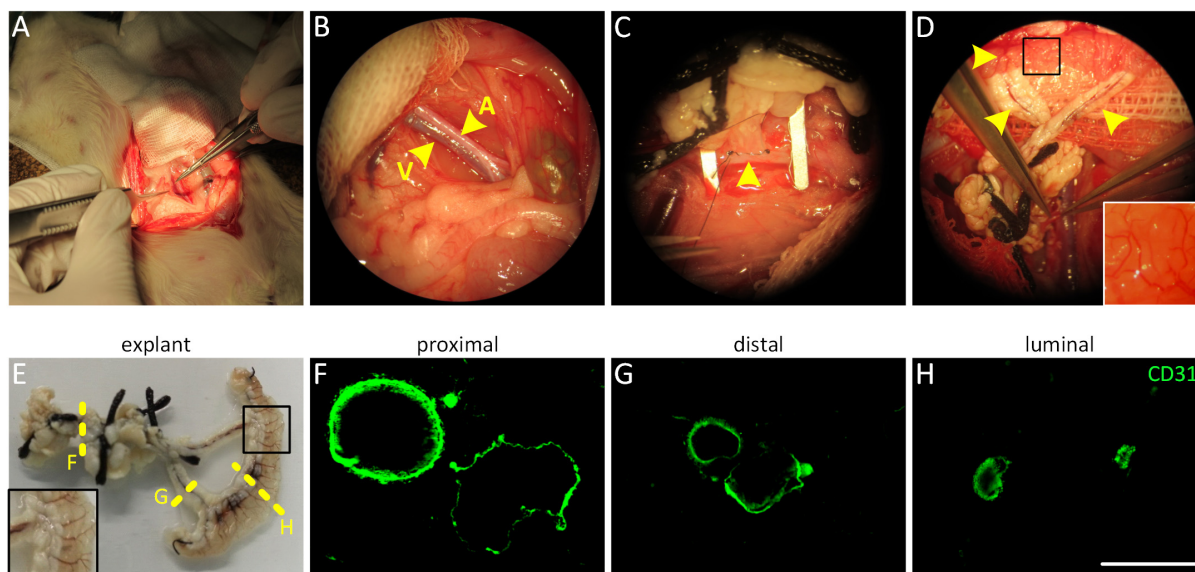 A
B
A
V
C
D
explant
proximal
distal
luminal
E
F
G
H
F
G
H
CD31